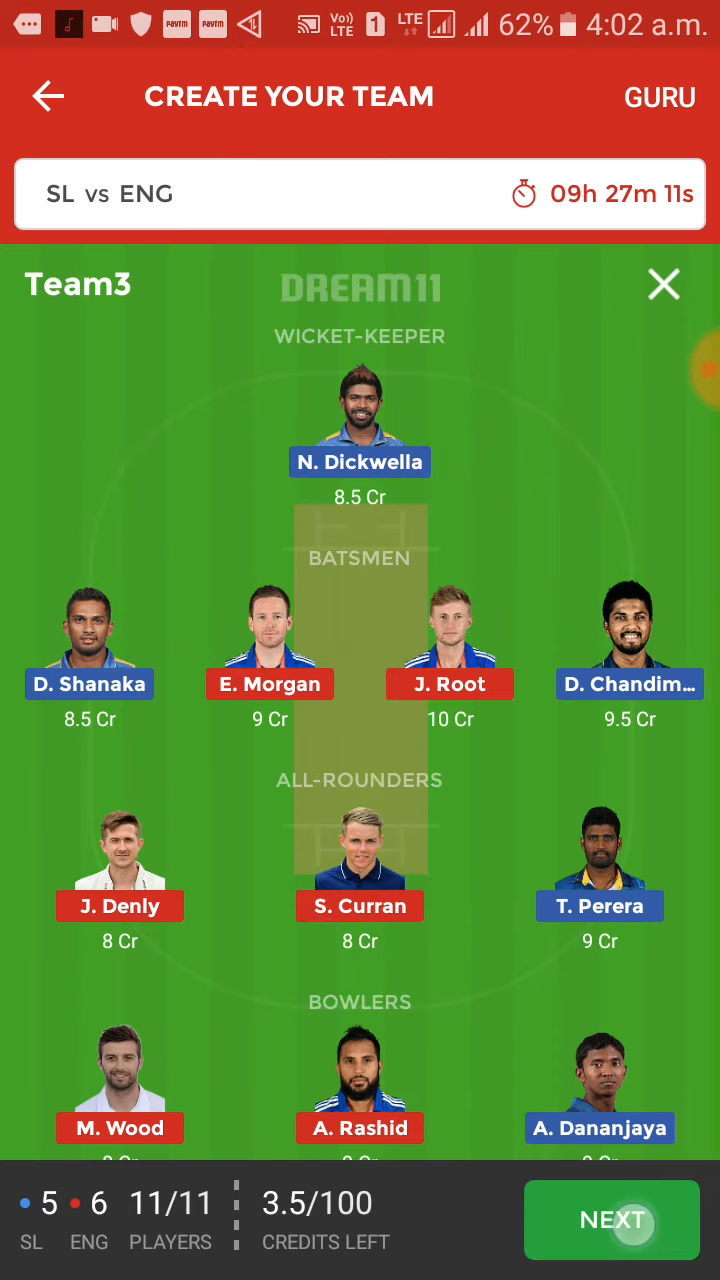 Vo) LTE 1 LTE 62% 4:02 a.m.
paytm paytm
CREATE YOUR TEAM GURU
SL vs ENG 09h 27m 11s
Team3 DREAM11
WICKET-KEEPER
N. Dickwella
8.5 Cr
BATSMEN
D. Shanaka E. Morgan J. Root D. Chandim...
8.5 Cr 9 Cr 10 Cr 9.5 Cr
ALL-ROUNDERS
J. Denly S. Curran T. Perera
8 Cr 8 Cr 9 Cr
BOWLERS
M. Wood A. Rashid A. Dananjaya
5 6 11/11 3.5/100 NEXT
SL ENG PLAYERS CREDITS LEFT